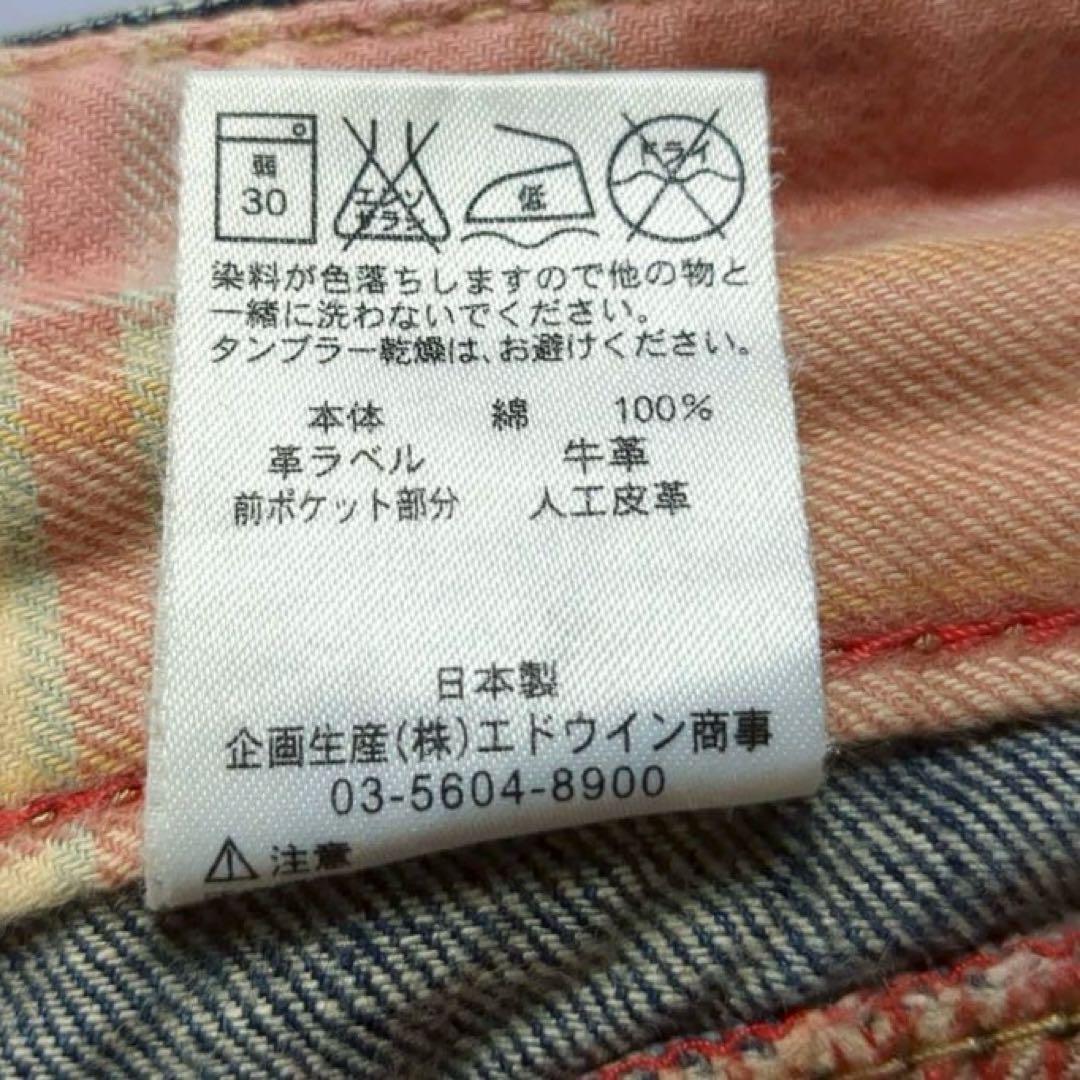 弱
30
エンソ
ドラシ
低
ドライ
染料が色落ちしますので他の物と
一緒に洗わないでください。
タンブラー乾燥は、お避けください。
本体 綿 100%
革ラベル 牛革
前ポケット部分 人工皮革
日本製
企画生産(株)エドウイン商事
03-5604-8900
注意